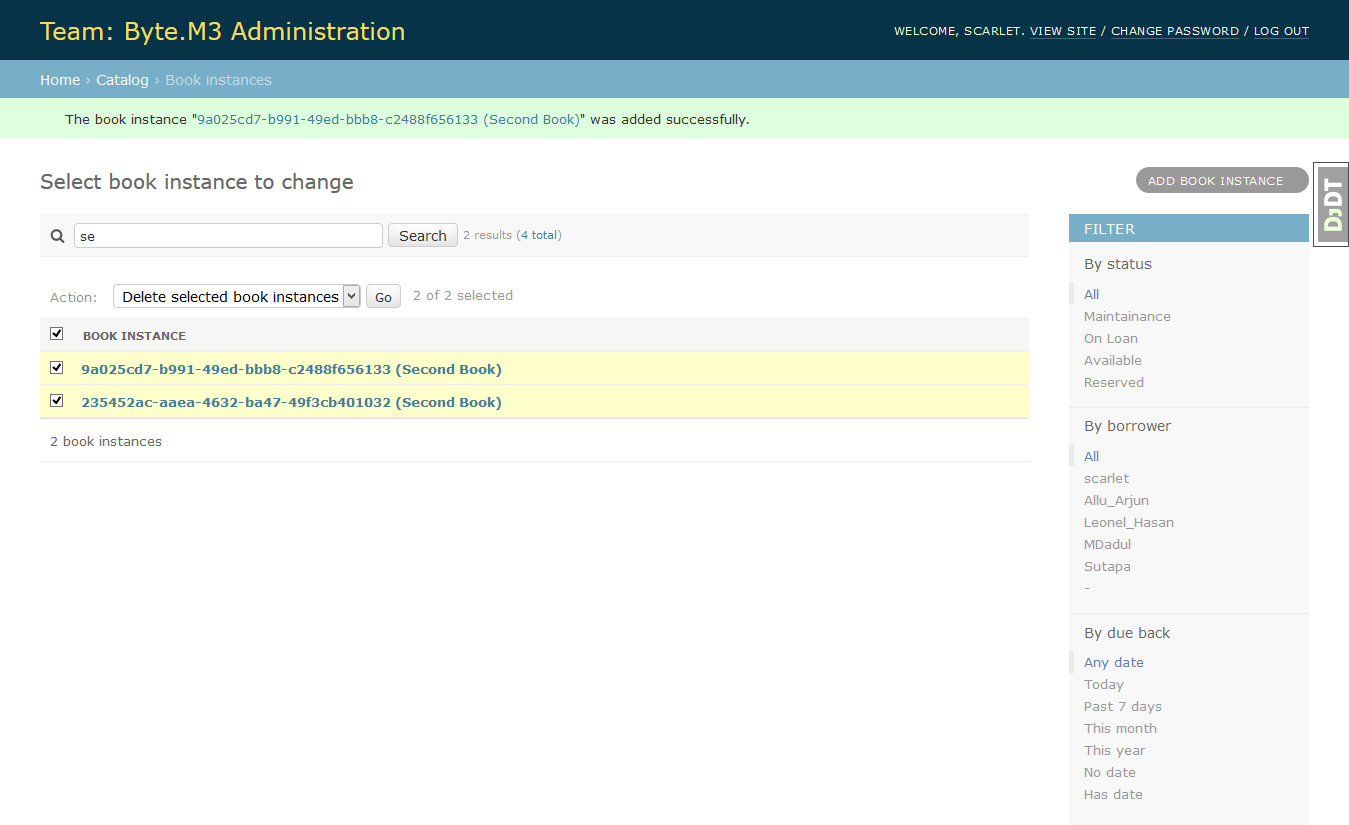 Team: Byte.M3 Administration
WELCOME, SCARLET. VIEW SITE / CHANGE PASSWORD / LOG OUT
Home › Catalog › Book instances
The book instance "9a025cd7-b991-49ed-bbb8-c2488f656133 (Second Book)" was added successfully.
Select book instance to change
ADD BOOK INSTANCE
DJDT
se
Search
2 results (4 total)
Action:
Delete selected book instances
Go
2 of 2 selected
BOOK INSTANCE
9a025cd7-b991-49ed-bbb8-c2488f656133 (Second Book)
235452ac-aaea-4632-ba47-49f3cb401032 (Second Book)
2 book instances
FILTER
By status
All
Maintainance
On Loan
Available
Reserved
By borrower
All
scarlet
Allu_Arjun
Leonel_Hasan
MDadul
Sutapa
-
By due back
Any date
Today
Past 7 days
This month
This year
No date
Has date